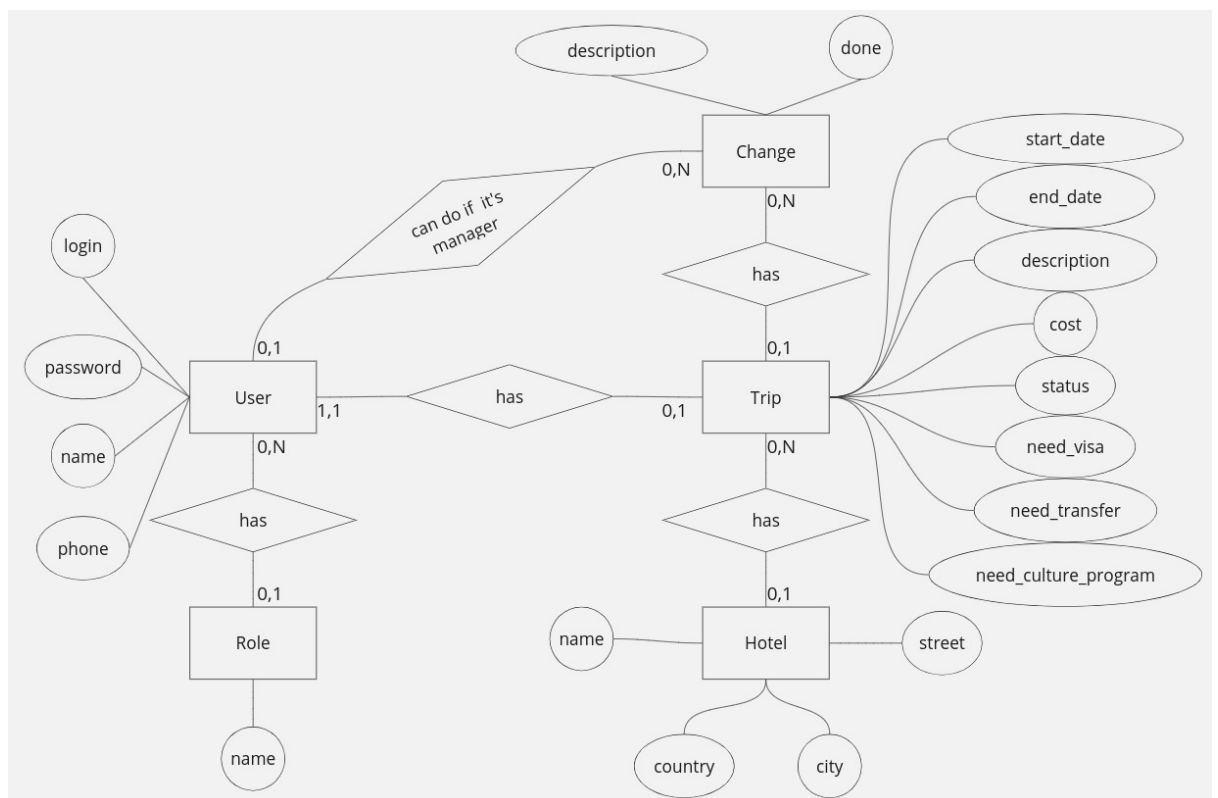 description
done
Change
start_date
0,N
can do if  it's
manager
0,N
end_date
login
has
description
cost
0,1
0,1
password
User
has
Trip
status
1,1
0,1
name
0,N
0,N
need_visa
has
has
need_transfer
phone
need_culture_program
0,1
0,1
Role
name
Hotel
street
name
country
city